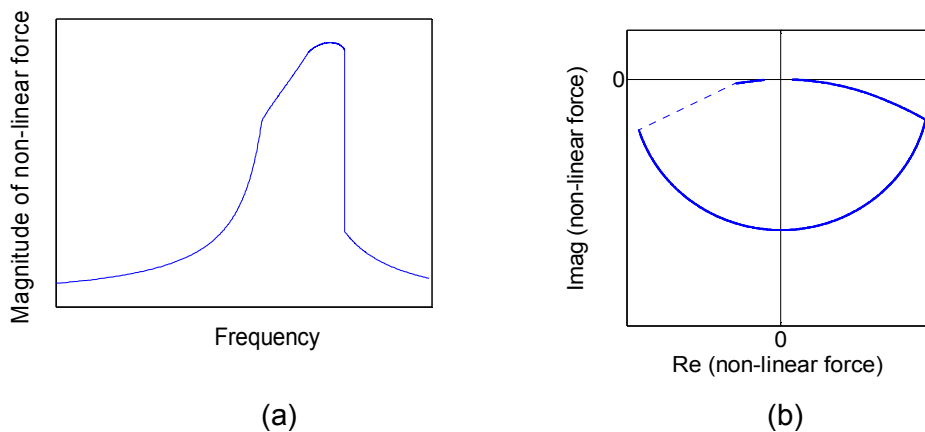 Magnitude of non-linear force
Frequency
(a)
Imag (non-linear force)
0
0
Re (non-linear force)
(b)